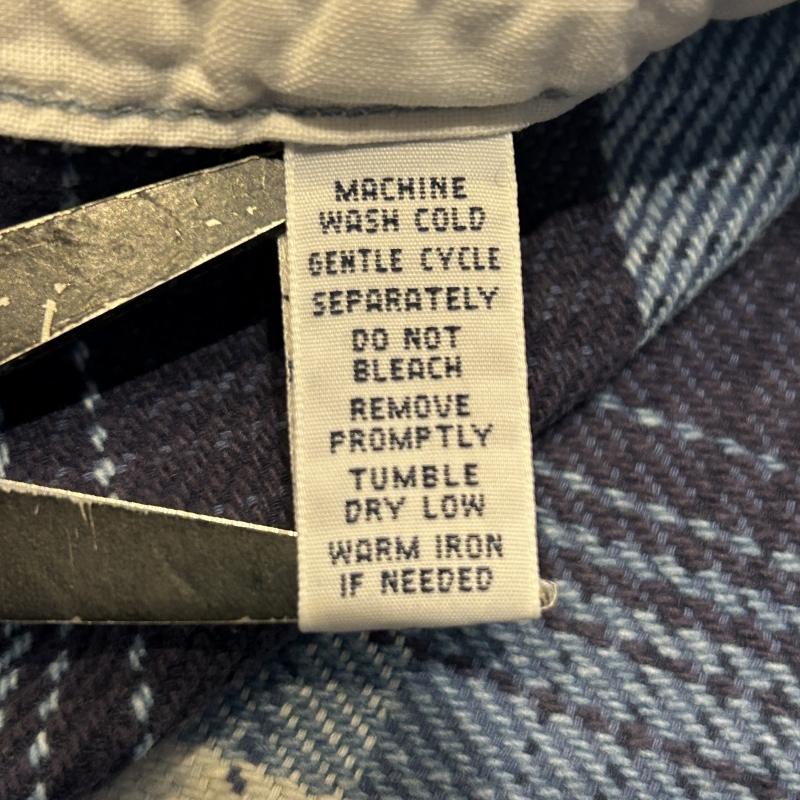 MACHINE
WASH COLD
GENTLE CYCLE
SEPARATELY
DO NOT
BLEACH
REMOVE
PROMPTLY
TUMBLE
DRY LOW
WARM IRON
IF NEEDED